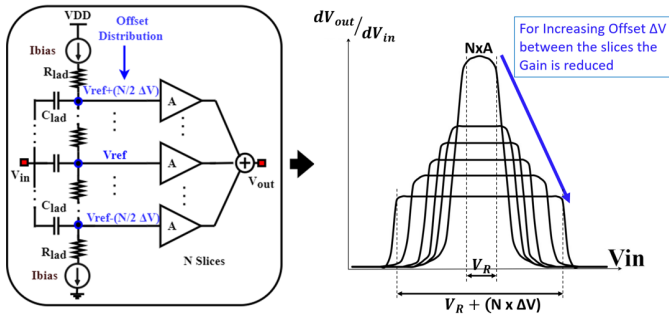 VDD
Offset
Distribution
Ibias
Rlad
Vref+(N/2 ΔV)
A
Clad
Vref
Vin
A
Vout
Clad
Vref-(N/2 ΔV)
A
Rlad
Ibias
N Slices
dVout/dVin
NxA
For Increasing Offset ΔV
between the slices the
Gain is reduced
Vin
VR
VR + (N x ΔV)